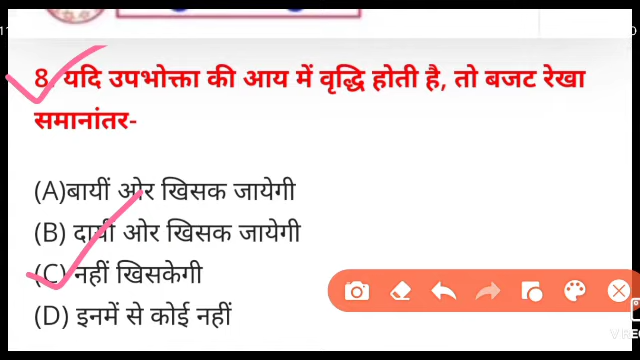 8. यदि उपभोक्ता की आय में वृद्धि होती है, तो बजट रेखा
समानांतर-
(A)बायीं ओर खिसक जायेगी
(B) दायीं ओर खिसक जायेगी
(C) नहीं खिसकेगी
(D) इनमें से कोई नहीं